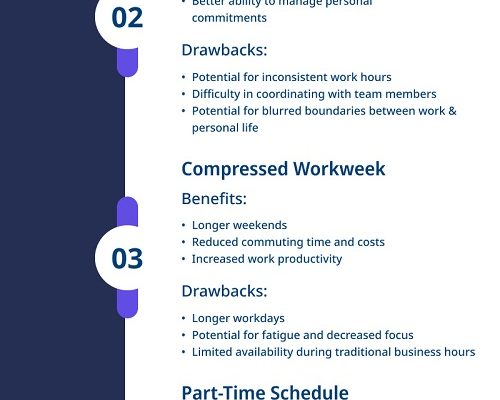 • Better ability to manage personal
commitments
02
Drawbacks:
• Potential for inconsistent work hours
• Difficulty in coordinating with team members
• Potential for blurred boundaries between work &
personal life
Compressed Workweek
Benefits:
• Longer weekends
• Reduced commuting time and costs
• Increased work productivity
03
Drawbacks:
• Longer workdays
• Potential for fatigue and decreased focus
• Limited availability during traditional business hours
Part-Time Schedule